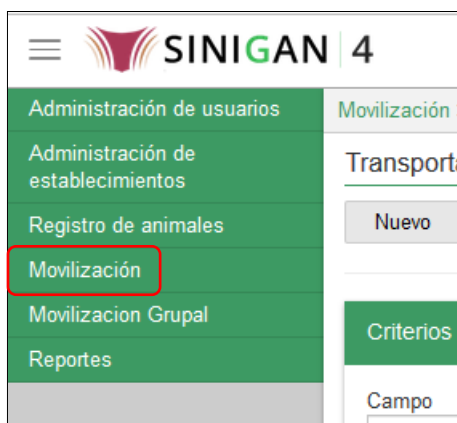 SINIGAN 4
Administración de usuarios
Movilización
Administración de
establecimientos
Transport
Registro de animales
Nuevo
Movilización
Movilizacion Grupal
Criterios
Reportes
Campo